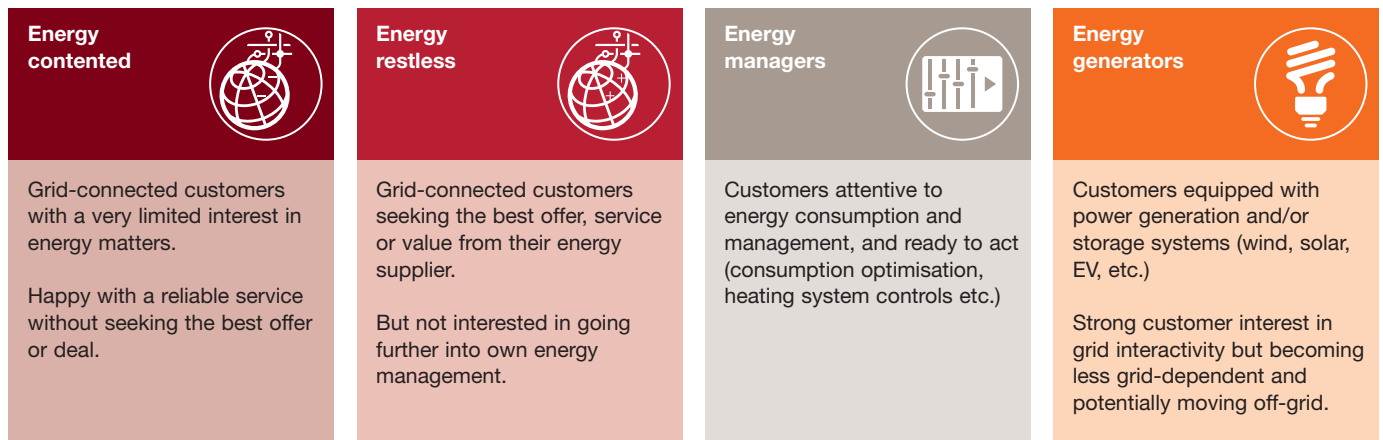 Energy
contented
Grid-connected customers
with a very limited interest in
energy matters.
Happy with a reliable service
without seeking the best offer
or deal.
Energy
restless
Grid-connected customers
seeking the best offer, service
or value from their energy
supplier.
But not interested in going
further into own energy
management.
Energy
managers
Customers attentive to
energy consumption and
management, and ready to act
(consumption optimisation,
heating system controls etc.)
Energy
generators
Customers equipped with
power generation and/or
storage systems (wind, solar,
EV, etc.)
Strong customer interest in
grid interactivity but becoming
less grid-dependent and
potentially moving off-grid.